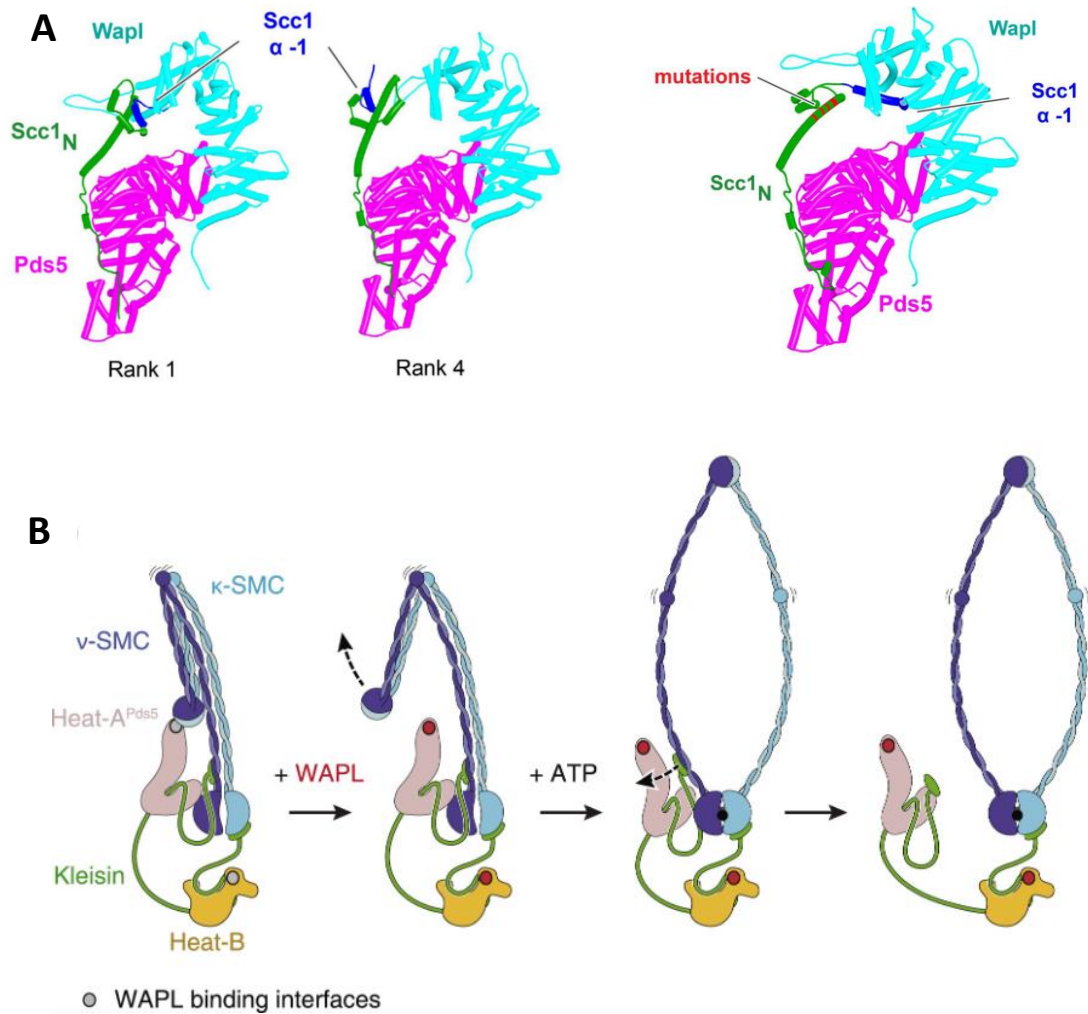 A
Wapl
Scc1
α -1
Scc1N
Pds5
Rank 1
Rank 4
Wapl
mutations
Scc1
α -1
Scc1N
Pds5
B
κ-SMC
ν-SMC
Heat-A^Pds5
+ WAPL
+ ATP
Kleisin
Heat-B
WAPL binding interfaces